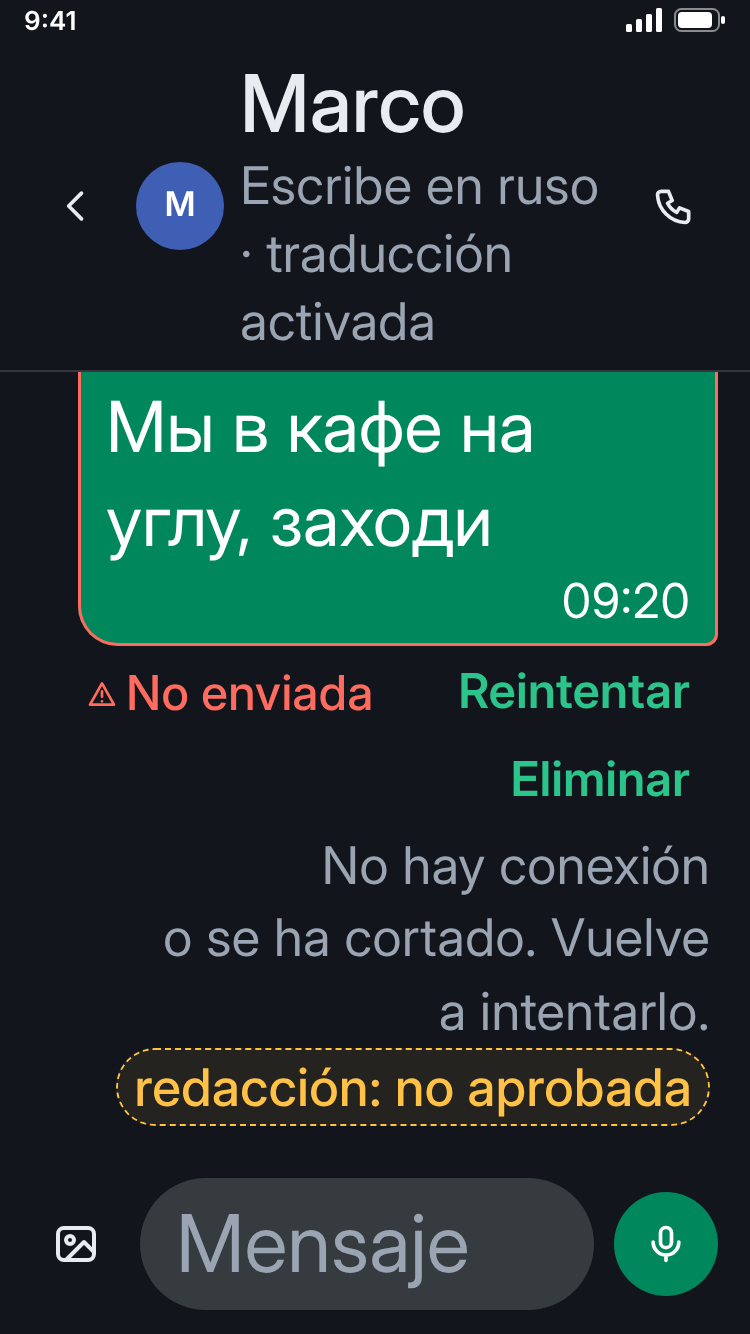 9:41
Marco
M
Escribe en ruso
· traducción
activada
Мы в кафе на
углу, заходи
09:20
No enviada
Reintentar
Eliminar
No hay conexión
o se ha cortado. Vuelve
a intentarlo.
redacción: no aprobada
Mensaje